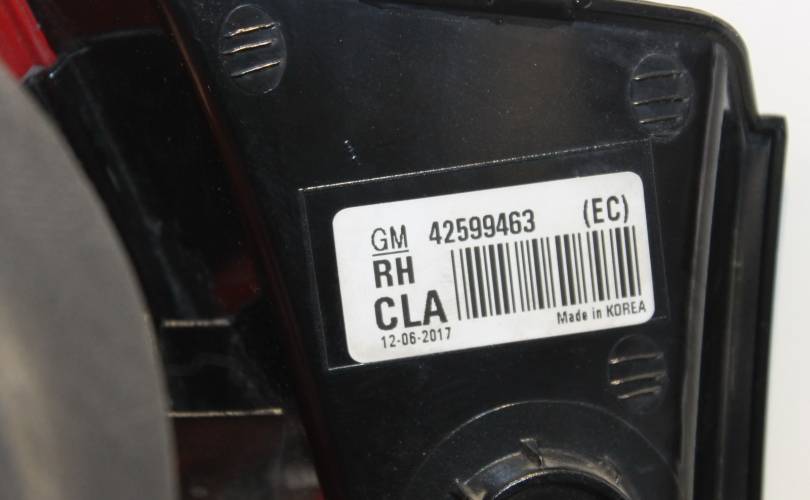 GM 42599463 (EC)
RH
CLA
12-06-2017 Made in KOREA